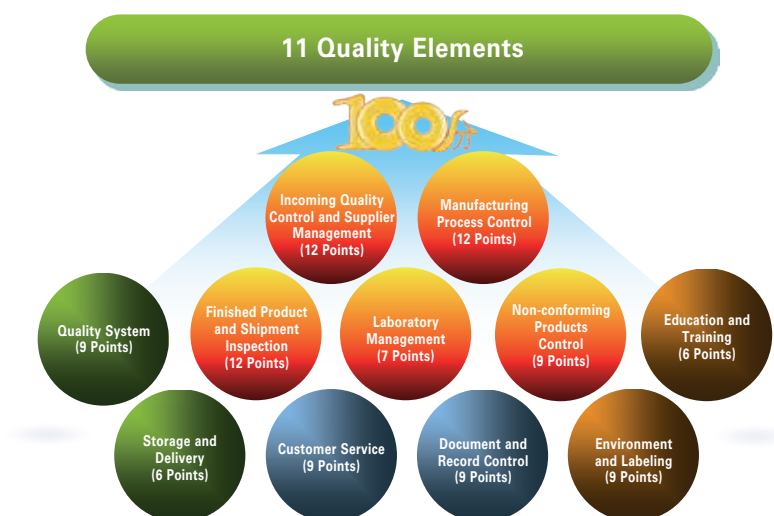 11 Quality Elements
100分
Incoming Quality
Control and Supplier
Management
(12 Points)
Manufacturing
Process Control
(12 Points)
Quality System
(9 Points)
Finished Product
and Shipment
Inspection
(12 Points)
Laboratory
Management
(7 Points)
Non-conforming
Products
Control
(9 Points)
Education and
Training
(6 Points)
Storage and
Delivery
(6 Points)
Customer Service
(9 Points)
Document and
Record Control
(9 Points)
Environment
and Labeling
(9 Points)